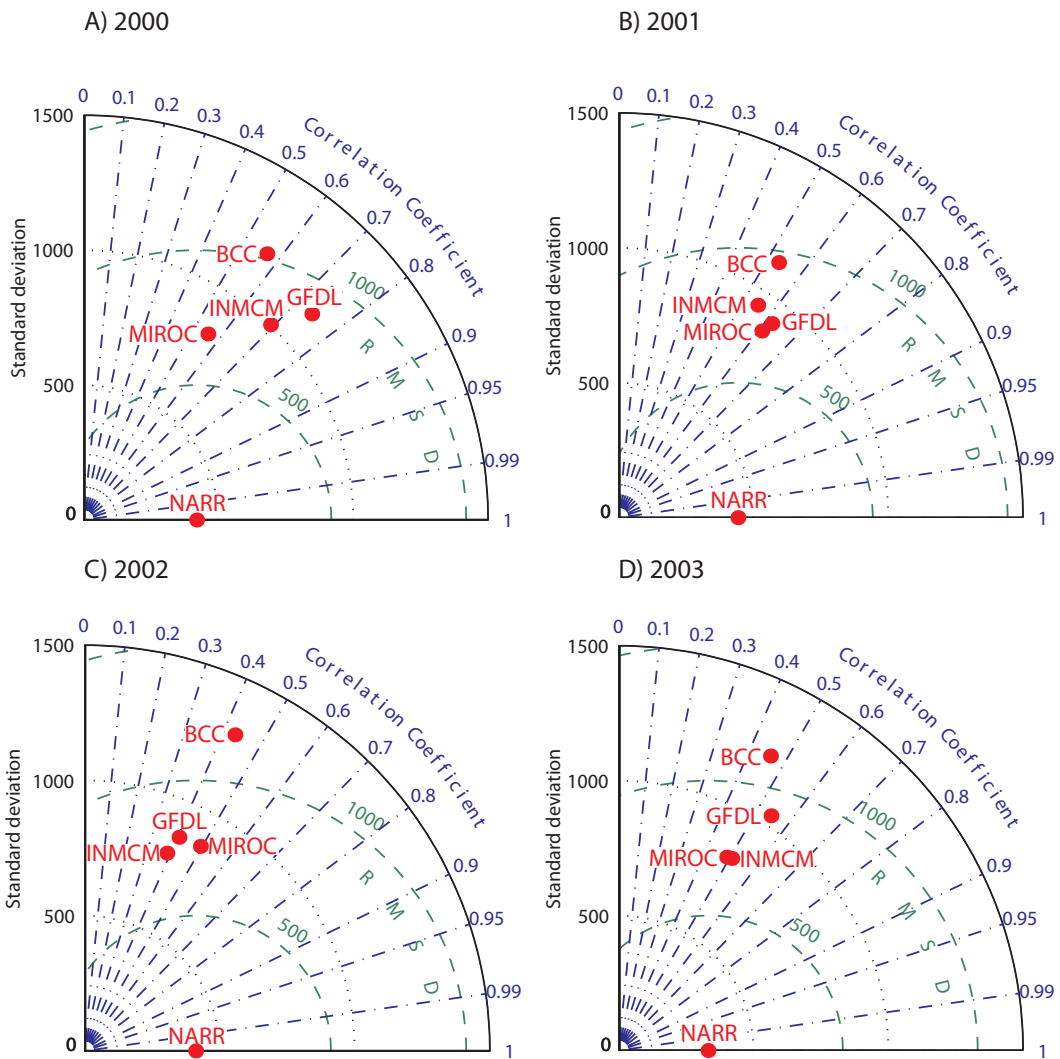 A) 2000
0
0.1
0.2
0.3
0.4
0.5
0.6
0.7
0.8
0.9
0.95
0.99
1
Correlation Coefficient
1500
1000
500
0
Standard deviation
BCC
INMCM
GFDL
MIROC
NARR
1000
500
R M S D
B) 2001
0
0.1
0.2
0.3
0.4
0.5
0.6
0.7
0.8
0.9
0.95
0.99
1
Correlation Coefficient
1500
1000
500
0
Standard deviation
BCC
INMCM
MIROC
GFDL
NARR
1000
500
R M S D
C) 2002
0
0.1
0.2
0.3
0.4
0.5
0.6
0.7
0.8
0.9
0.95
0.99
1
Correlation Coefficient
1500
1000
500
0
Standard deviation
BCC
GFDL
INMCM
MIROC
NARR
1000
500
R M S D
D) 2003
0
0.1
0.2
0.3
0.4
0.5
0.6
0.7
0.8
0.9
0.95
0.99
1
Correlation Coefficient
1500
1000
500
0
Standard deviation
BCC
GFDL
MIROC
INMCM
NARR
1000
500
R M S D